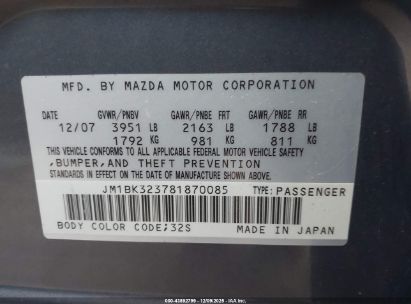 MFD. BY MAZDA MOTOR CORPORATION
DATE GVWR/PNBV GAWR/PNBE FRT GAWR/PNBE RR
12/07 3951 LB 2163 LB 1788 LB
1792 KG 981 KG 811 KG
THIS VEHICLE CONFORMS TO ALL APPLICABLE FEDERAL MOTOR VEHICLE SAFETY
,BUMPER,AND THEFT PREVENTION
STANDARDS IN EFFECT ON THE DATE OF MANUFACTURE SHOWN ABOVE.
JM1BK323781870085 TYPE:PASSENGER
BODY COLOR CODE;32S MADE IN JAPAN